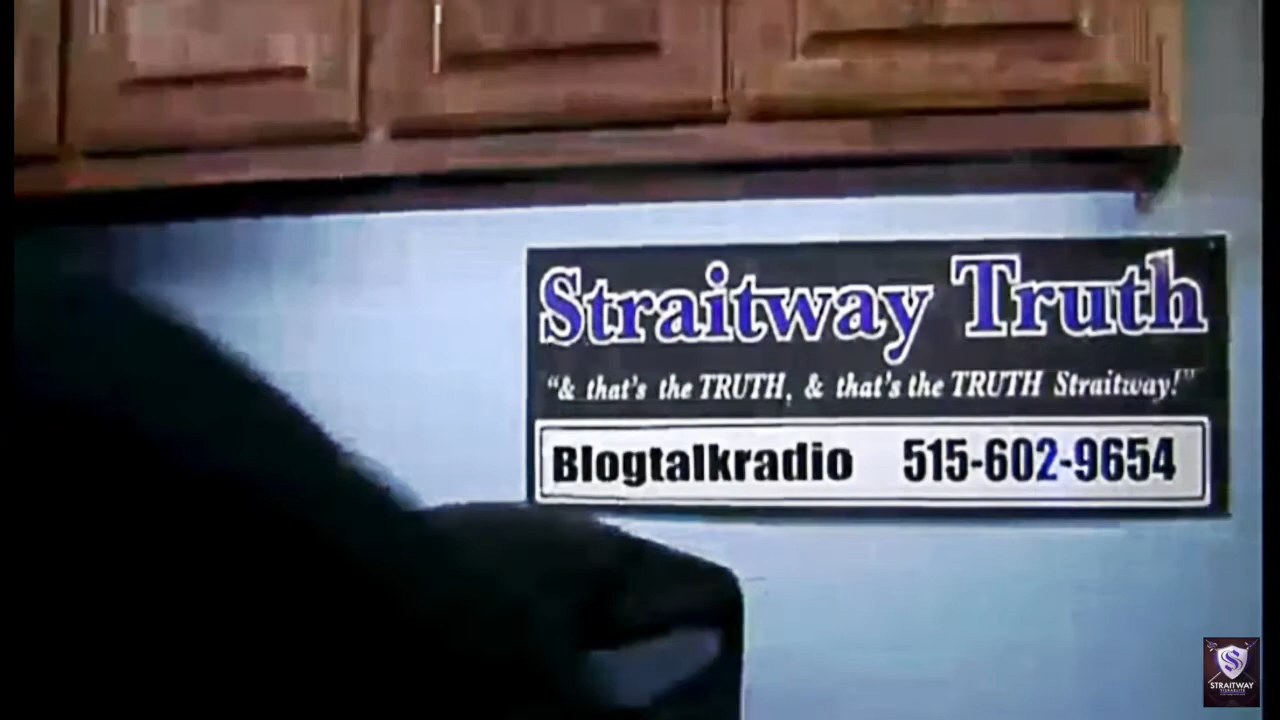 Straitway Truth
“& that's the TRUTH, & that's the TRUTH Straitway!”
Blogtalkradio 515-602-9654
STRAITWAY